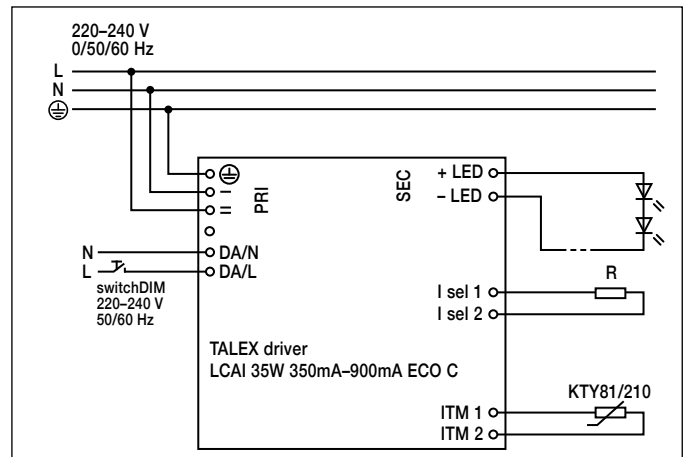 220–240 V
0/50/60 Hz
L
N
PRI
SEC
+ LED
– LED
N
L
DA/N
DA/L
switchDIM
220–240 V
50/60 Hz
I sel 1
I sel 2
R
TALEX driver
LCAI 35W 350mA–900mA ECO C
KTY81/210
ITM 1
ITM 2